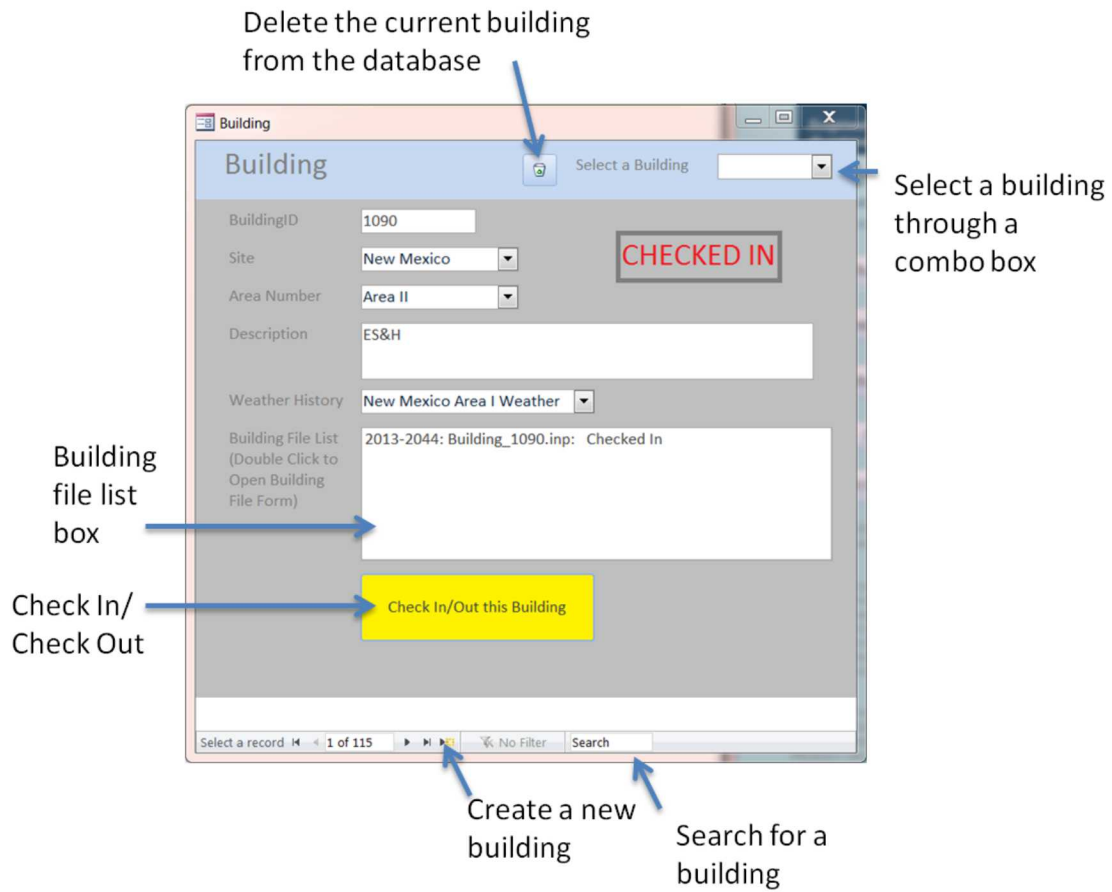 Delete the current building
from the database
Building
Building
Select a Building
Select a building
through a
combo box
BuildingID
1090
CHECKED IN
Site
New Mexico
Area Number
Area II
Description
ES&H
Weather History
New Mexico Area I Weather
Building File List
(Double Click to
Open Building
File Form)
2013-2044: Building_1090.inp:   Checked In
Building
file list
box
Check In/
Check Out
Check In/Out this Building
Select a record
1 of 115
No Filter
Search
Create a new
building
Search for a
building